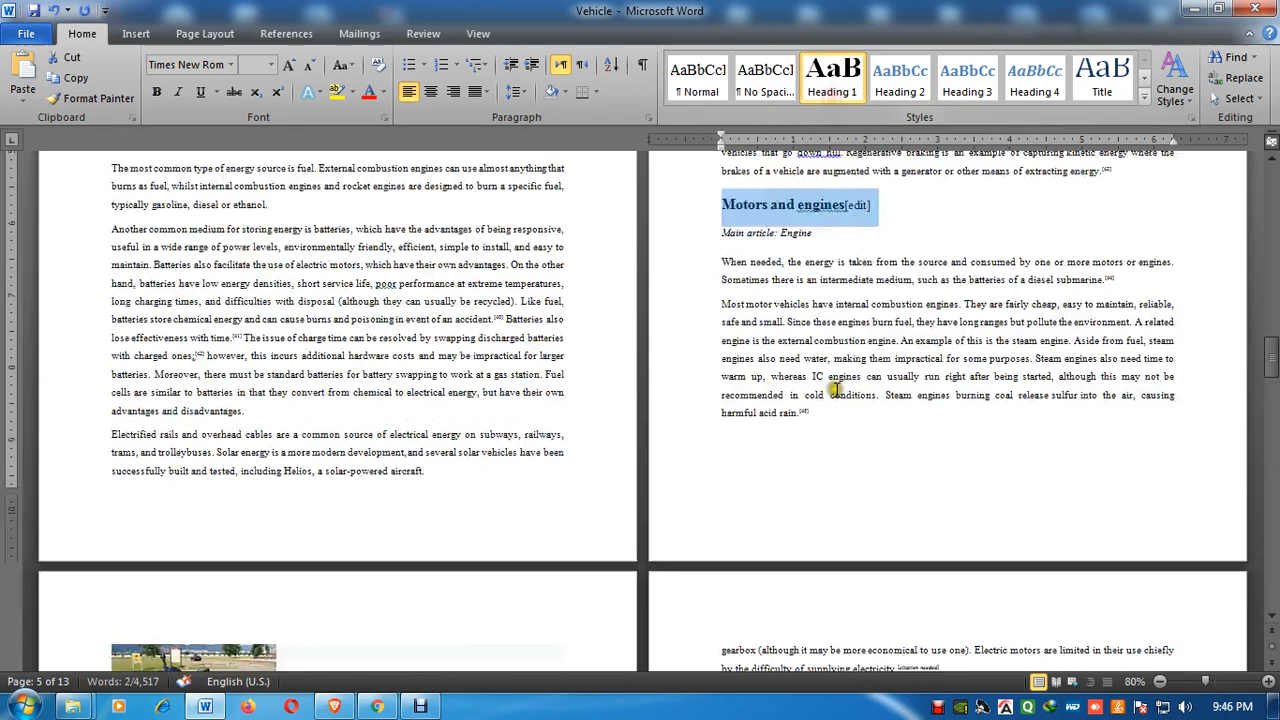 Vehicle - Microsoft Word
File Home Insert Page Layout References Mailings Review View
Paste
Cut
Copy
Format Painter
Clipboard
Times New Rom
Font
Paragraph
AaBbCcI AaBbCcI AaB AaBbCc AaBbCc AaBbCc AaBbC
¶ Normal ¶ No Spaci... Heading 1 Heading 2 Heading 3 Heading 4 Title
Change Styles
Styles
Find
Replace
Select
Editing
The most common type of energy source is fuel. External combustion engines can use almost anything that
burns as fuel, whilst internal combustion engines and rocket engines are designed to burn a specific fuel,
typically gasoline, diesel or ethanol.
Another common medium for storing energy is batteries, which have the advantages of being responsive,
useful in a wide range of power levels, environmentally friendly, efficient, simple to install, and easy to
maintain. Batteries also facilitate the use of electric motors, which have their own advantages. On the other
hand, batteries have low energy densities, short service life, poor performance at extreme temperatures,
long charging times, and difficulties with disposal (although they can usually be recycled). Like fuel,
batteries store chemical energy and can cause burns and poisoning in event of an accident.[40] Batteries also
lose effectiveness with time.[41] The issue of charge time can be resolved by swapping discharged batteries
with charged ones;[42] however, this incurs additional hardware costs and may be impractical for larger
batteries. Moreover, there must be standard batteries for battery swapping to work at a gas station. Fuel
cells are similar to batteries in that they convert from chemical to electrical energy, but have their own
advantages and disadvantages.
Electrified rails and overhead cables are a common source of electrical energy on subways, railways,
trams, and trolleybuses. Solar energy is a more modern development, and several solar vehicles have been
successfully built and tested, including Helios, a solar-powered aircraft.
vehicles that go down hill. Regenerative braking is an example of capturing kinetic energy where the
brakes of a vehicle are augmented with a generator or other means of extracting energy.[43]
Motors and engines[edit]
Main article: Engine
When needed, the energy is taken from the source and consumed by one or more motors or engines.
Sometimes there is an intermediate medium, such as the batteries of a diesel submarine.[44]
Most motor vehicles have internal combustion engines. They are fairly cheap, easy to maintain, reliable,
safe and small. Since these engines burn fuel, they have long ranges but pollute the environment. A related
engine is the external combustion engine. An example of this is the steam engine. Aside from fuel, steam
engines also need water, making them impractical for some purposes. Steam engines also need time to
warm up, whereas IC engines can usually run right after being started, although this may not be
recommended in cold conditions. Steam engines burning coal release sulfur into the air, causing
harmful acid rain.[45]
gearbox (although it may be more economical to use one). Electric motors are limited in their use chiefly
by the difficulty of supplying electricity.[citation needed]
Page: 5 of 13 Words: 2/4,517 English (U.S.) 80%
9:46 PM